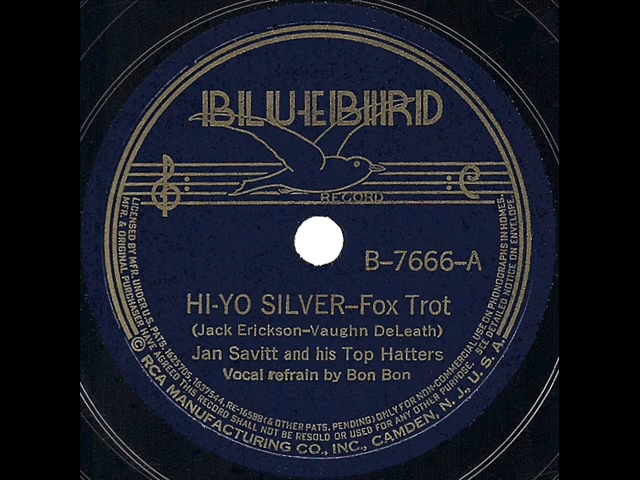 BLUEBIRD
RECORD
B-7666-A
HI-YO SILVER—Fox Trot
(Jack Erickson-Vaughn DeLeath)
Jan Savitt and his Top Hatters
Vocal refrain by Bon Bon
LICENSED BY MFR. UNDER U.S. PATS. 1625705, 1637544, RE-16588 (& OTHER PATS. PENDING) ONLY FOR NON-COMMERCIAL USE ON PHONOGRAPHS IN HOMES.
MFR. & ORIGINAL PURCHASER HAVE AGREED THIS RECORD SHALL NOT BE RESOLD OR USED FOR ANY OTHER PURPOSE. SEE DETAILED NOTICE ON ENVELOPE.
© RCA MANUFACTURING CO., INC., CAMDEN, N. J., U. S. A.